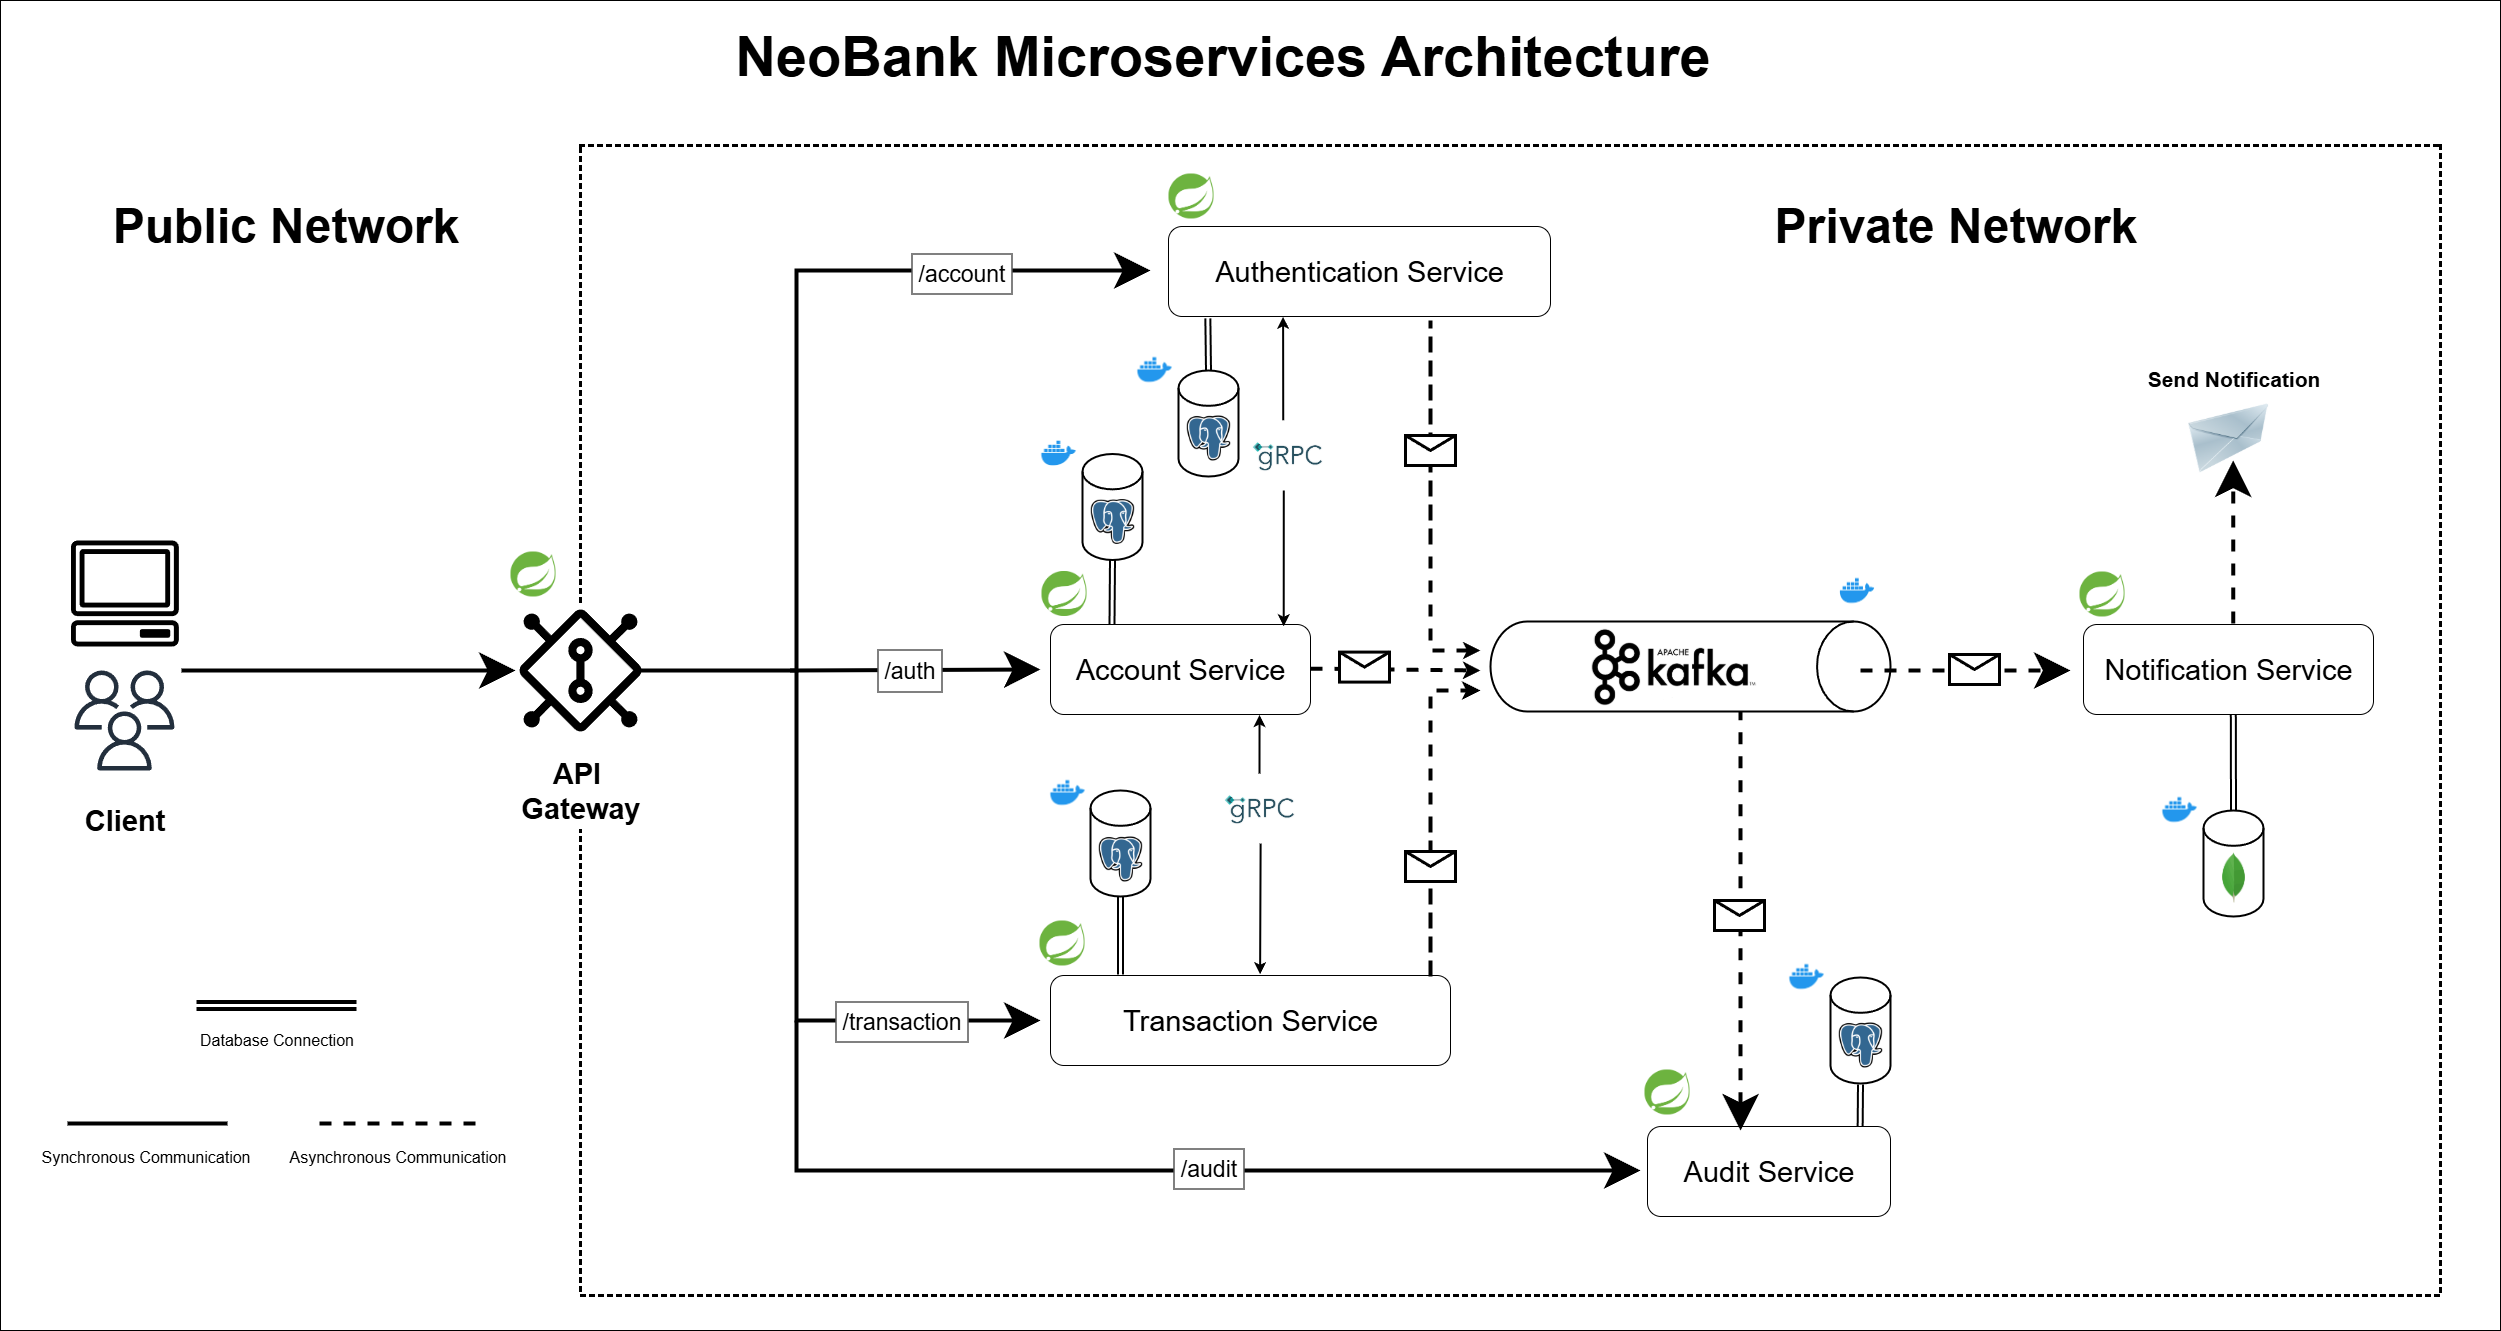 NeoBank Microservices Architecture
Public Network
Private Network
/account
Authentication Service
gRPC
Send Notification
/auth
Account Service
APACHE
kafka
Notification Service
API
Gateway
Client
gRPC
/transaction
Transaction Service
Database Connection
Synchronous Communication
Asynchronous Communication
/audit
Audit Service